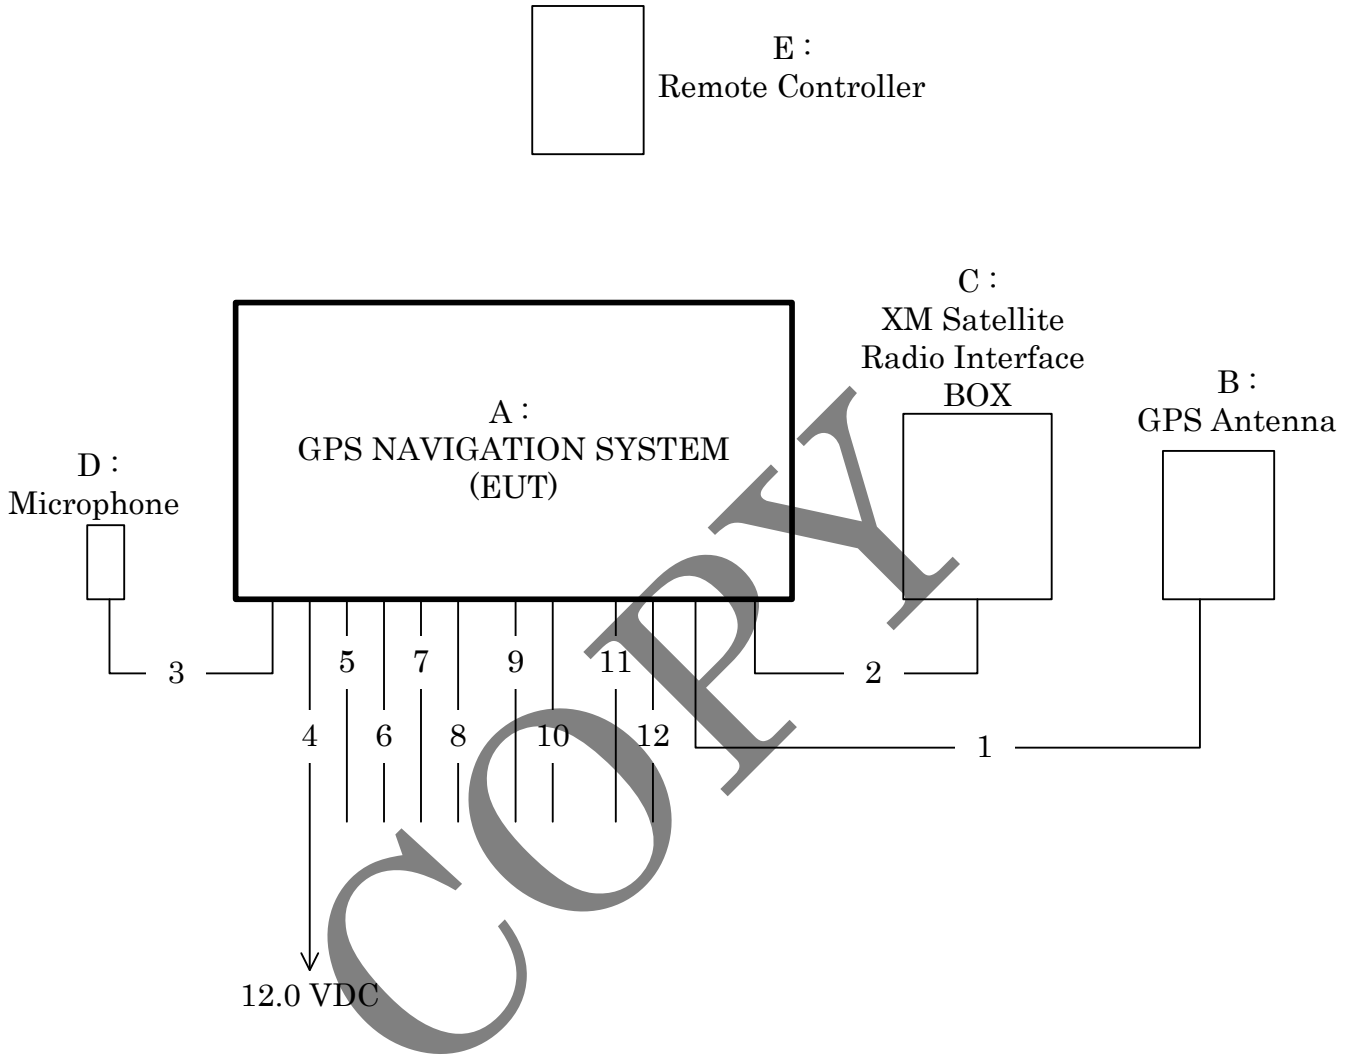 E :
Remote Controller
C :
XM Satellite
Radio Interface
BOX
B :
GPS Antenna
A :
GPS NAVIGATION SYSTEM
(EUT)
D :
Microphone
3
5
7
9
11
2
4
6
8
10
12
1
12.0 VDC
COPY